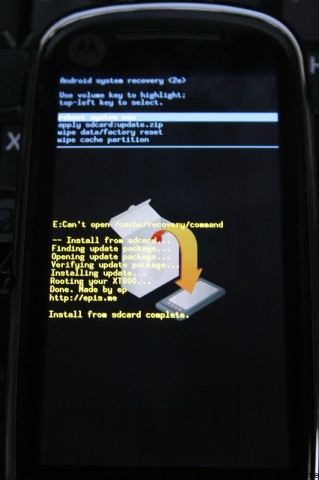 Android system recovery <2e>
Use volume key to highlight;
top-left key to select.
reboot system now
apply sdcard:update.zip
wipe data/factory reset
wipe cache partition
E:Can't open /cache/recovery/command
-- Install from sdcard...
Finding update package...
Opening update package...
Verifying update package...
Installing update...
Rooting your XT800...
Done. Made by ep
http://epis.me
Install from sdcard complete.
X